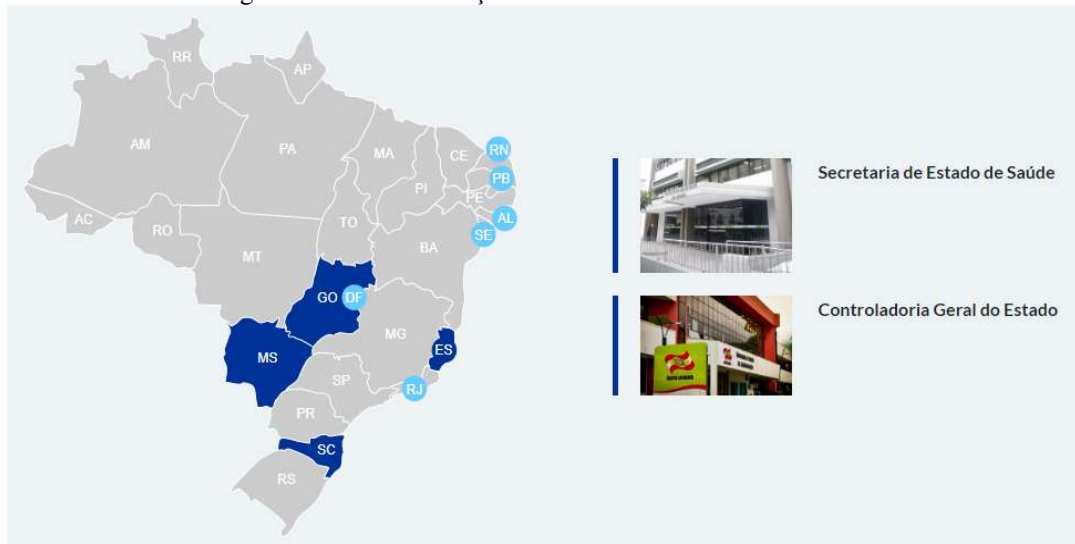 RR
AP
AM
PA
MA
CE
RN
PB
PI
PE
AC
AL
TO
RO
SE
BA
MT
GO
DF
MG
ES
MS
SP
RJ
PR
SC
RS
Secretaria de Estado de Saúde
Controladoria Geral do Estado